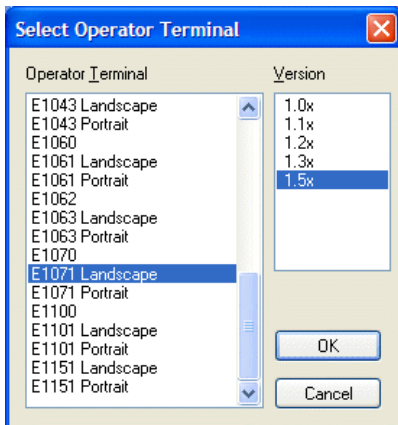 Select Operator Terminal
Operator Terminal
E1043 Landscape
E1043 Portrait
E1060
E1061 Landscape
E1061 Portrait
E1062
E1063 Landscape
E1063 Portrait
E1070
E1071 Landscape
E1071 Portrait
E1100
E1101 Landscape
E1101 Portrait
E1151 Landscape
E1151 Portrait
Version
1.0x
1.1x
1.2x
1.3x
1.5x
OK
Cancel